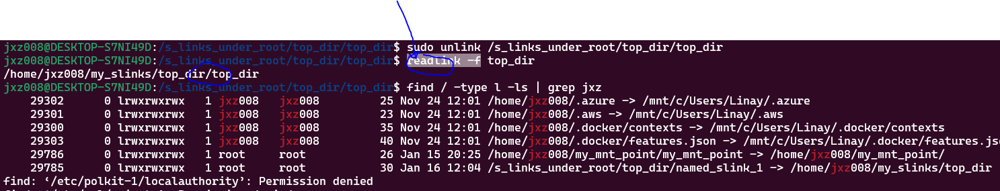 jxz008@DESKTOP-S7NI49D:/s_links_under_root/top_dir/top_dir$ sudo unlink /s_links_under_root/top_dir/top_dir
jxz008@DESKTOP-S7NI49D:/s_links_under_root/top_dir/top_dir$ readlink -f top_dir
/home/jxz008/my_slinks/top_dir/top_dir
jxz008@DESKTOP-S7NI49D:/s_links_under_root/top_dir/top_dir$ find / -type l -ls | grep jxz
29302 0 lrwxrwxrwx 1 jxz008 jxz008 25 Nov 24 12:01 /home/jxz008/.azure -> /mnt/c/Users/Linay/.azure
29301 0 lrwxrwxrwx 1 jxz008 jxz008 23 Nov 24 12:01 /home/jxz008/.aws -> /mnt/c/Users/Linay/.aws
29300 0 lrwxrwxrwx 1 jxz008 jxz008 35 Nov 24 12:01 /home/jxz008/.docker/contexts -> /mnt/c/Users/Linay/.docker/contexts
29303 0 lrwxrwxrwx 1 jxz008 jxz008 40 Nov 24 12:01 /home/jxz008/.docker/features.json -> /mnt/c/Users/Linay/.docker/features.js
29786 0 lrwxrwxrwx 1 root root 26 Jan 15 20:25 /home/jxz008/my_mnt_point/my_mnt_point -> /home/jxz008/my_mnt_point/
29785 0 lrwxrwxrwx 1 root root 30 Jan 16 12:04 /s_links_under_root/top_dir/named_slink_1 -> /home/jxz008/my_slinks/top_dir
find: ‘/etc/polkit-1/localauthority’: Permission denied